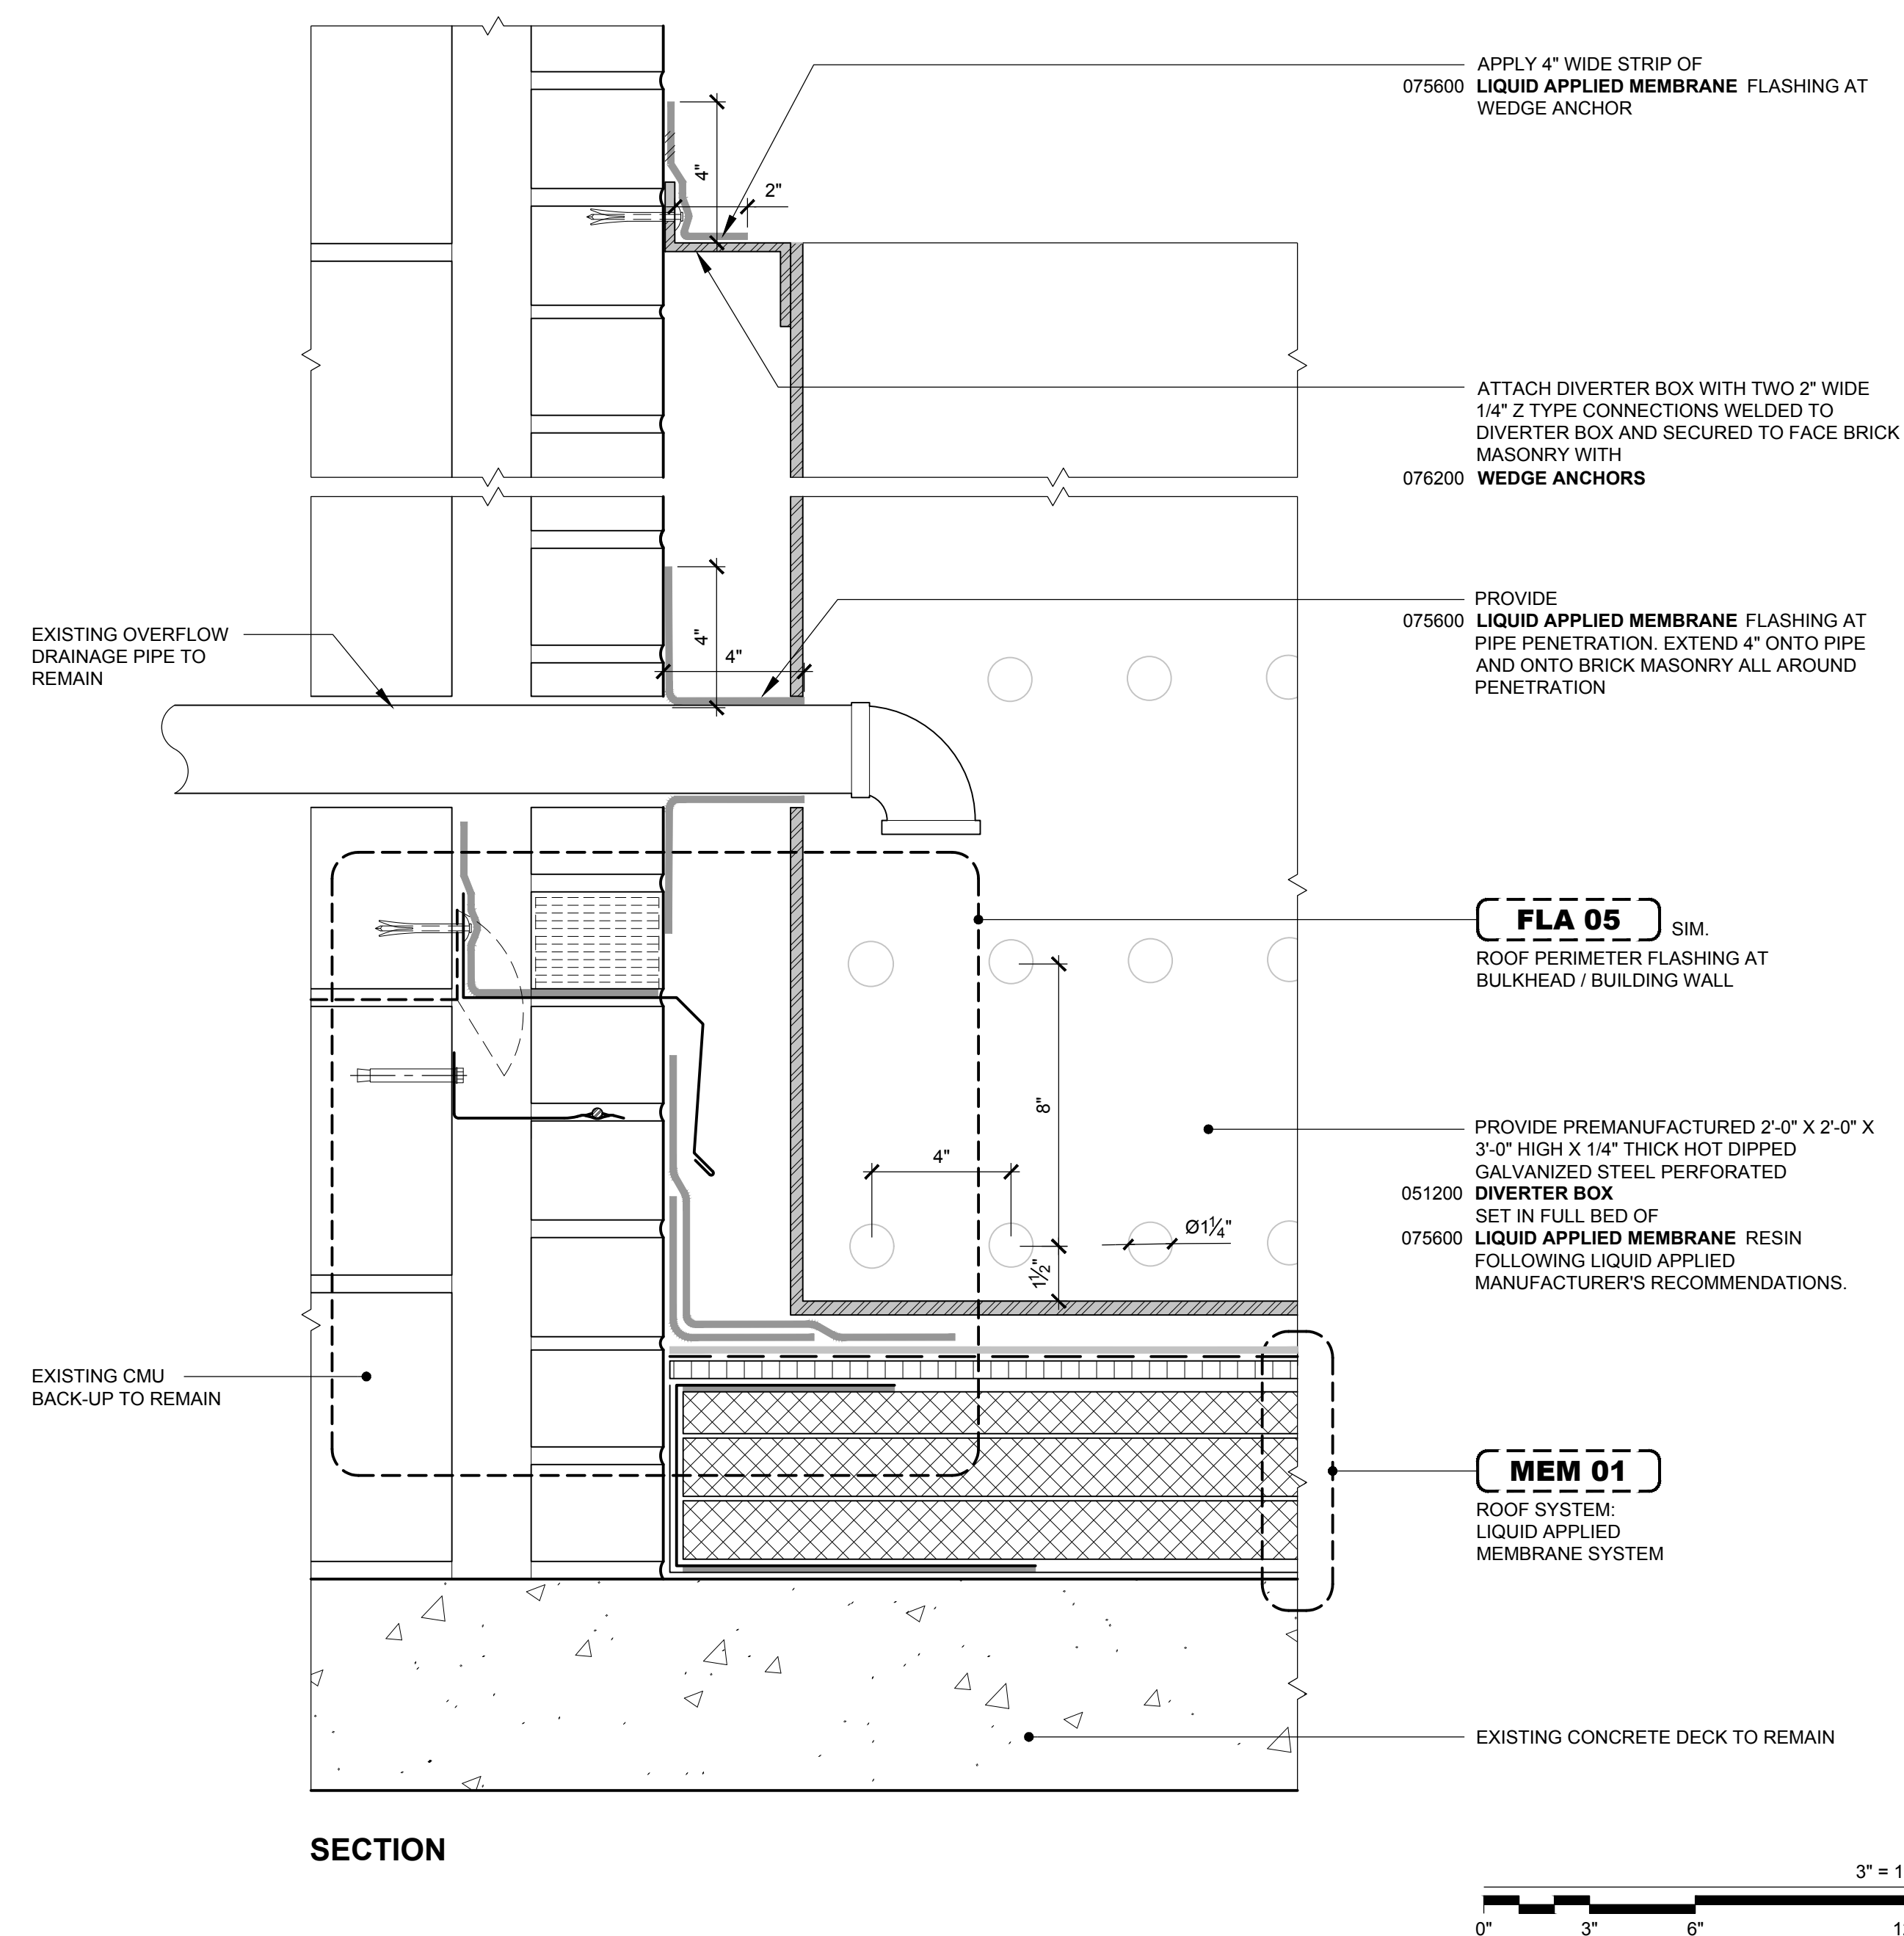 APPLY 4" WIDE STRIP OF
075600 LIQUID APPLIED MEMBRANE FLASHING AT
WEDGE ANCHOR
4"
2"
ATTACH DIVERTER BOX WITH TWO 2" WIDE
1/4" Z TYPE CONNECTIONS WELDED TO
DIVERTER BOX AND SECURED TO FACE BRICK
MASONRY WITH
076200 WEDGE ANCHORS
EXISTING OVERFLOW
DRAINAGE PIPE TO
REMAIN
4"
4"
PROVIDE
075600 LIQUID APPLIED MEMBRANE FLASHING AT
PIPE PENETRATION. EXTEND 4" ONTO PIPE
AND ONTO BRICK MASONRY ALL AROUND
PENETRATION
FLA 05 SIM.
ROOF PERIMETER FLASHING AT
BULKHEAD / BUILDING WALL
8"
4"
Ø1¼"
1½"
PROVIDE PREMANUFACTURED 2'-0" X 2'-0" X
3'-0" HIGH X 1/4" THICK HOT DIPPED
GALVANIZED STEEL PERFORATED
051200 DIVERTER BOX
SET IN FULL BED OF
075600 LIQUID APPLIED MEMBRANE RESIN
FOLLOWING LIQUID APPLIED
MANUFACTURER'S RECOMMENDATIONS.
EXISTING CMU
BACK-UP TO REMAIN
MEM 01
ROOF SYSTEM:
LIQUID APPLIED
MEMBRANE SYSTEM
EXISTING CONCRETE DECK TO REMAIN
SECTION
3" = 1
0" 3" 6" 1